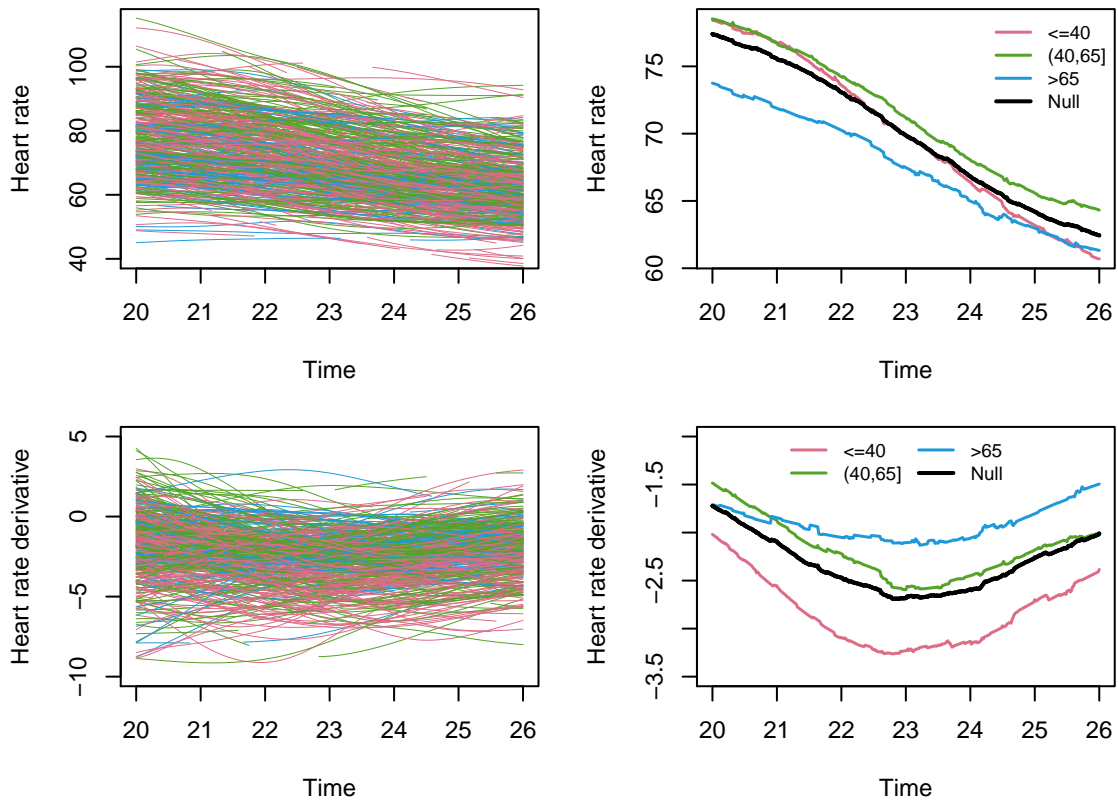 Heart rate
100
80
60
40
20 21 22 23 24 25 26
Time
Heart rate
75
70
65
60
<=40
(40,65]
>65
Null
20 21 22 23 24 25 26
Time
Heart rate derivative
5
0
−5
−10
20 21 22 23 24 25 26
Time
Heart rate derivative
−1.5
−2.5
−3.5
<=40 >65
(40,65] Null
20 21 22 23 24 25 26
Time